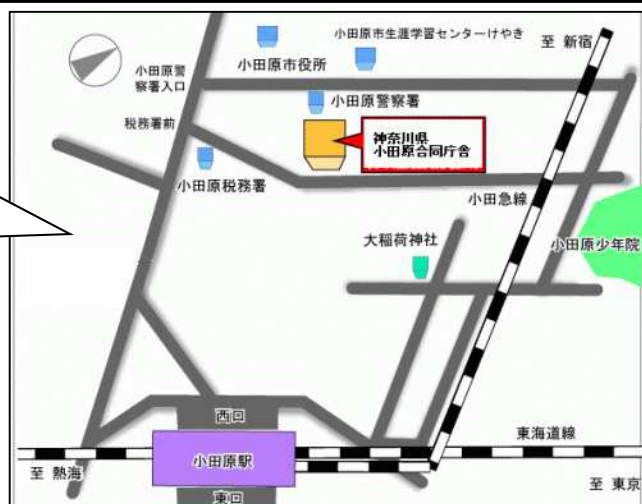 小田原市生涯学習センターけやき
至 新宿
小田原市役所
小田原警
察署入口
小田原警察署
税務署前
神奈川県
小田原合同庁舎
小田原税務署
小田急線
大稲荷神社
小田原少年院
西口
東海道線
小田原駅
至 熱海
至 東京
東口